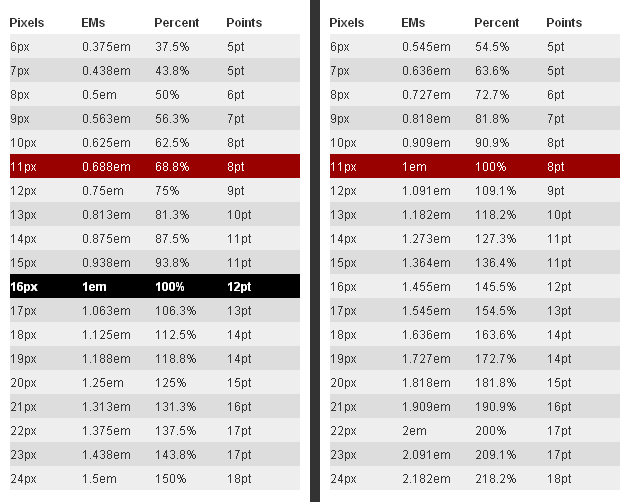 Pixels EMs Percent Points
6px 0.375em 37.5% 5pt
7px 0.438em 43.8% 5pt
8px 0.5em 50% 6pt
9px 0.563em 56.3% 7pt
10px 0.625em 62.5% 8pt
11px 0.688em 68.8% 8pt
12px 0.75em 75% 9pt
13px 0.813em 81.3% 10pt
14px 0.875em 87.5% 11pt
15px 0.938em 93.8% 11pt
16px 1em 100% 12pt
17px 1.063em 106.3% 13pt
18px 1.125em 112.5% 14pt
19px 1.188em 118.8% 14pt
20px 1.25em 125% 15pt
21px 1.313em 131.3% 16pt
22px 1.375em 137.5% 17pt
23px 1.438em 143.8% 17pt
24px 1.5em 150% 18pt
Pixels EMs Percent Points
6px 0.545em 54.5% 5pt
7px 0.636em 63.6% 5pt
8px 0.727em 72.7% 6pt
9px 0.818em 81.8% 7pt
10px 0.909em 90.9% 8pt
11px 1em 100% 8pt
12px 1.091em 109.1% 9pt
13px 1.182em 118.2% 10pt
14px 1.273em 127.3% 11pt
15px 1.364em 136.4% 11pt
16px 1.455em 145.5% 12pt
17px 1.545em 154.5% 13pt
18px 1.636em 163.6% 14pt
19px 1.727em 172.7% 14pt
20px 1.818em 181.8% 15pt
21px 1.909em 190.9% 16pt
22px 2em 200% 17pt
23px 2.091em 209.1% 17pt
24px 2.182em 218.2% 18pt